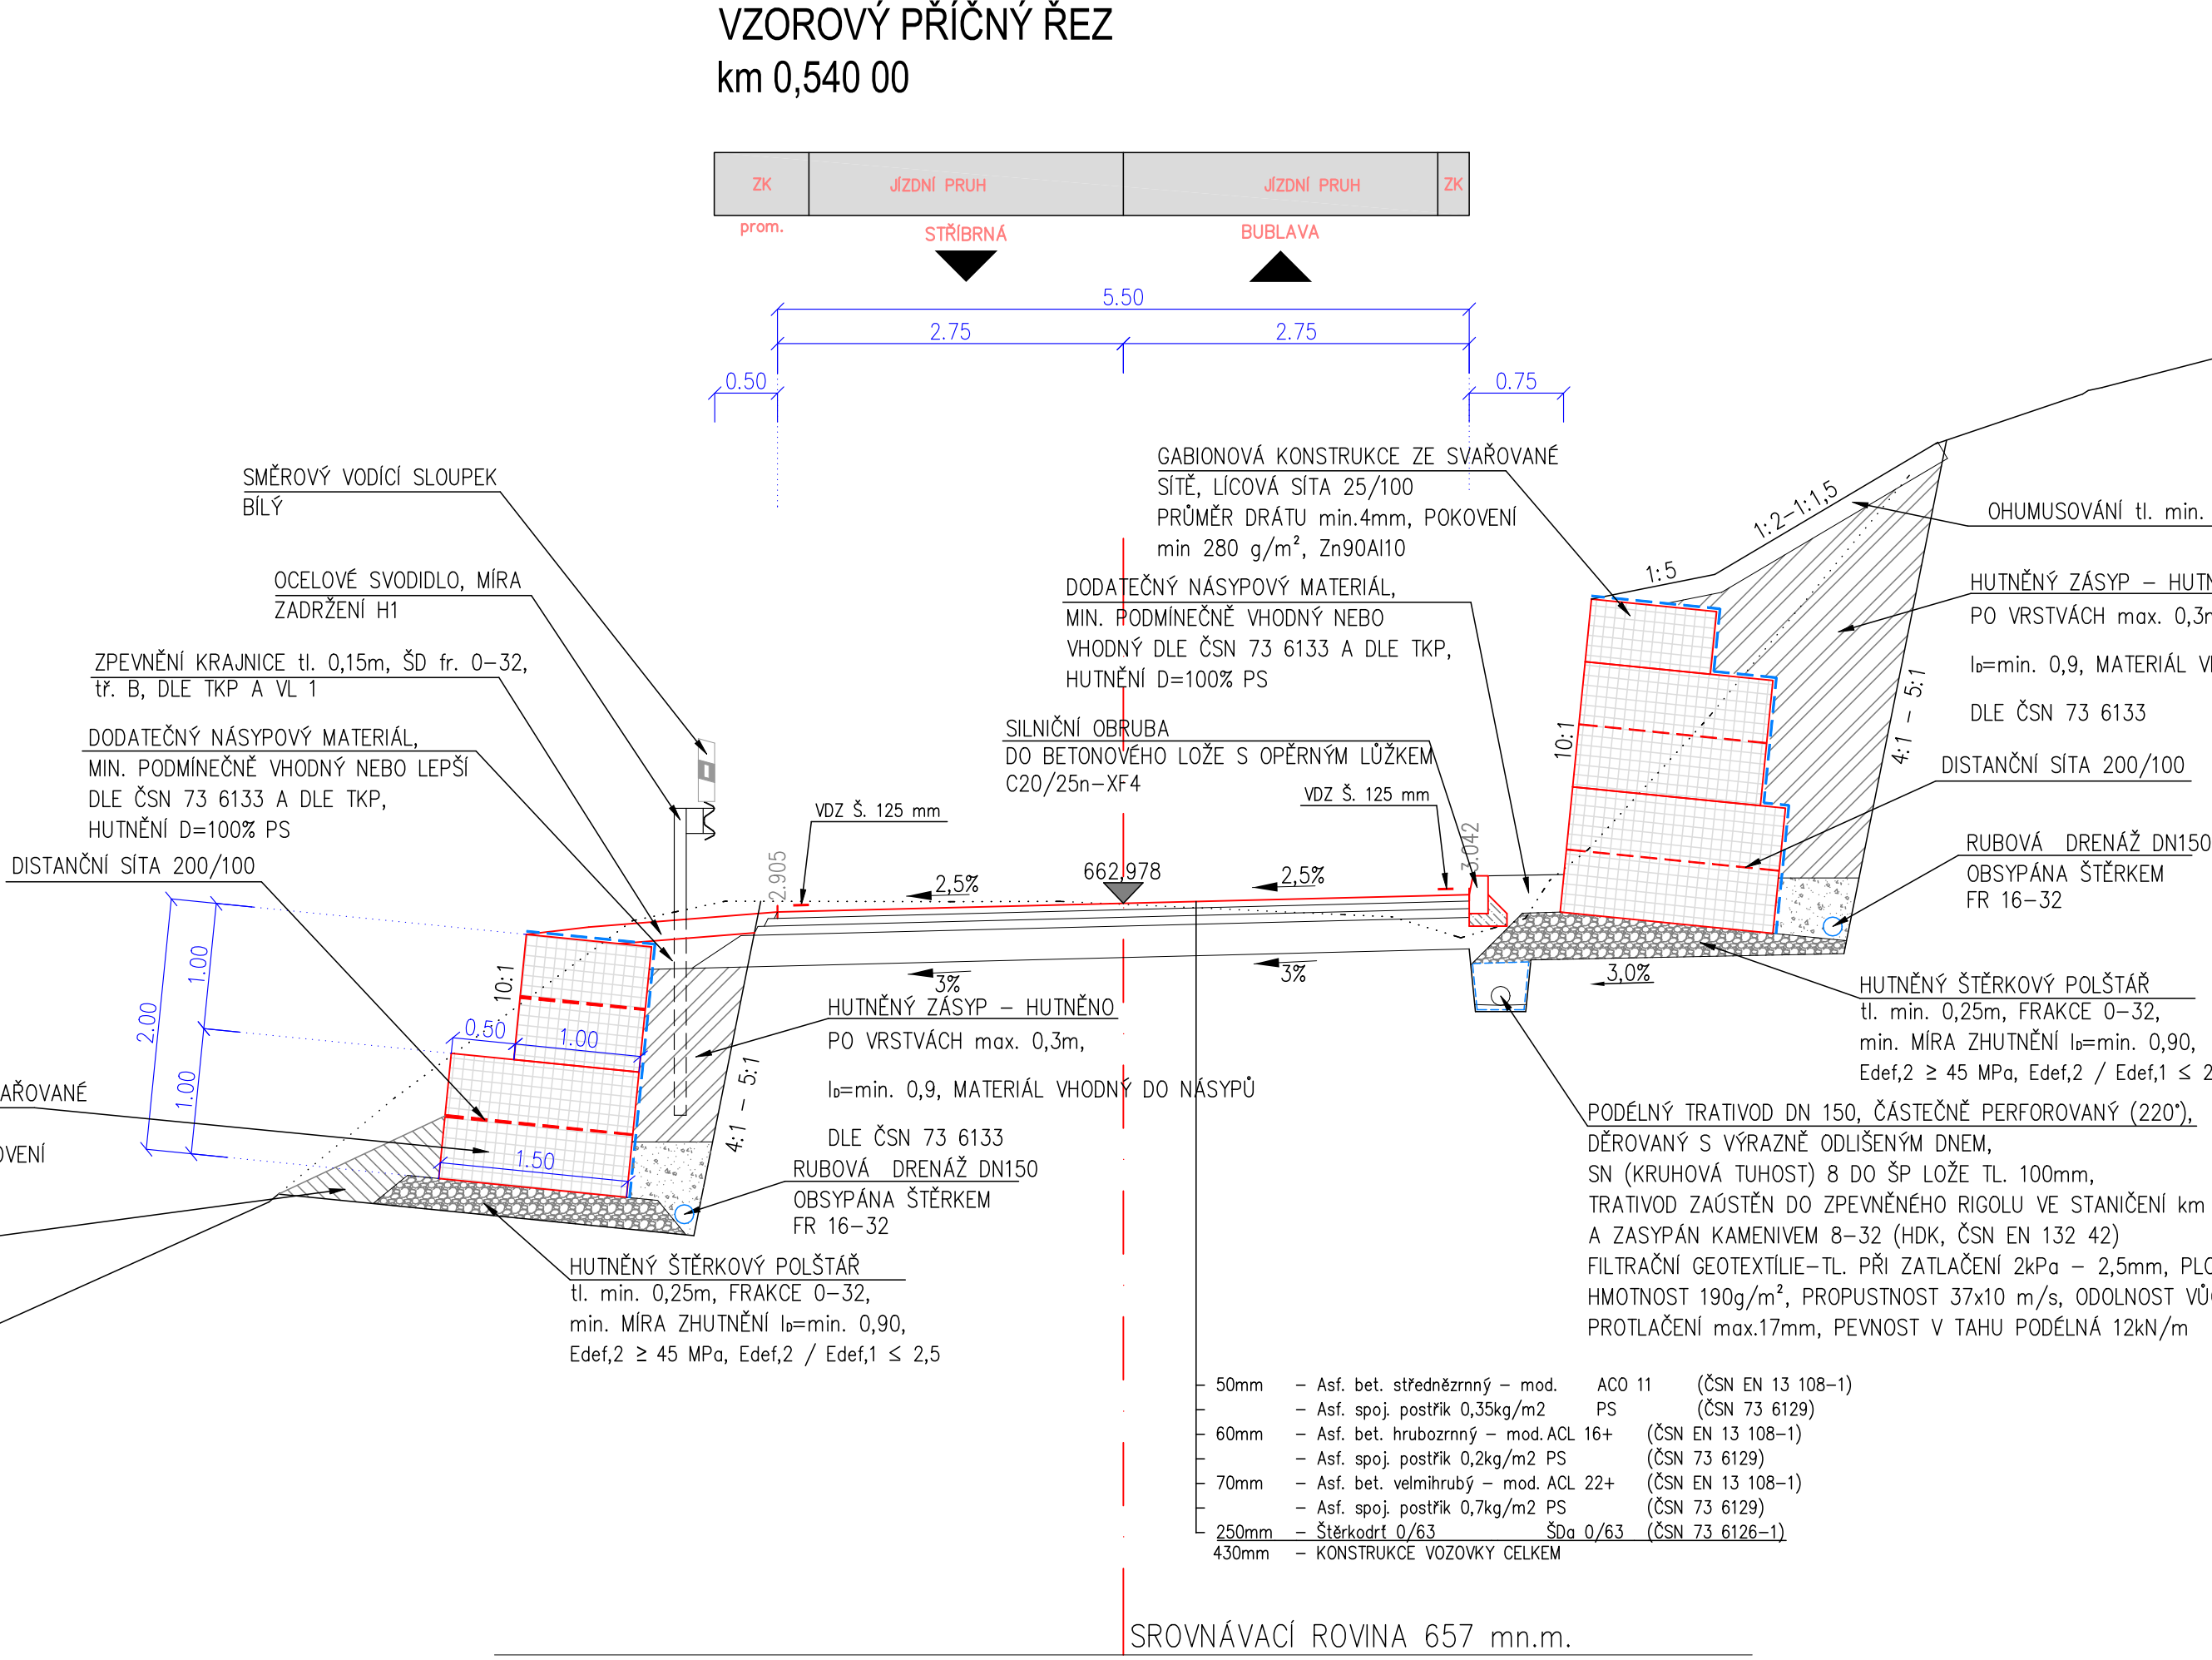 VZOROVÝ PŘÍČNÝ ŘEZ
km 0,540 00
ZK
JÍZDNÍ PRUH
JÍZDNÍ PRUH
ZK
prom.
STŘÍBRNÁ
BUBLAVA
5.50
2.75
2.75
0.50
0.75
SMĚROVÝ VODÍCÍ SLOUPEK
BÍLÝ
OCELOVÉ SVODIDLO, MÍRA
ZADRŽENÍ H1
ZPEVNĚNÍ KRAJNICE tl. 0,15m, ŠD fr. 0-32,
tř. B, DLE TKP A VL 1
DODATEČNÝ NÁSYPOVÝ MATERIÁL,
MIN. PODMÍNEČNĚ VHODNÝ NEBO LEPŠÍ
DLE ČSN 73 6133 A DLE TKP,
HUTNĚNÍ D=100% PS
DISTANČNÍ SÍTA 200/100
GABIONOVÁ KONSTRUKCE ZE SVAŘOVANÉ
SÍTĚ, LÍCOVÁ SÍTA 25/100
PRŮMĚR DRÁTU min.4mm, POKOVENÍ
min 280 g/m², Zn90Al10
DODATEČNÝ NÁSYPOVÝ MATERIÁL,
MIN. PODMÍNEČNĚ VHODNÝ NEBO
VHODNÝ DLE ČSN 73 6133 A DLE TKP,
HUTNĚNÍ D=100% PS
SILNIČNÍ OBRUBA
DO BETONOVÉHO LOŽE S OPĚRNÝM LŮŽKEM
C20/25n-XF4
VDZ Š. 125 mm
VDZ Š. 125 mm
2.905
3.042
662,978
2,5%
2,5%
3%
3%
3,0%
1:5
1:2-1:1,5
10:1
4:1 - 5:1
OHUMUSOVÁNÍ tl. min.
HUTNĚNÝ ZÁSYP -
PO VRSTVÁCH max.
ID=min. 0,9, MATERIÁL
DLE ČSN 73 6133
DISTANČNÍ SÍTA 200/100
RUBOVÁ DRENÁŽ DN150
OBSYPÁNA ŠTĚRKEM
FR 16-32
HUTNĚNÝ ŠTĚRKOVÝ POLŠTÁŘ
tl. min. 0,25m, FRAKCE 0-32,
min. MÍRA ZHUTNĚNÍ ID=min. 0,90,
Edef,2 ≥ 45 MPa, Edef,2 / Edef,1 ≤
2.00
1.00
1.00
10:1
0.50
1.00
1.50
4:1 - 5:1
HUTNĚNÝ ZÁSYP - HUTNĚNO
PO VRSTVÁCH max. 0,3m,
ID=min. 0,9, MATERIÁL VHODNÝ DO NÁSYPŮ
DLE ČSN 73 6133
RUBOVÁ DRENÁŽ DN150
OBSYPÁNA ŠTĚRKEM
FR 16-32
HUTNĚNÝ ŠTĚRKOVÝ POLŠTÁŘ
tl. min. 0,25m, FRAKCE 0-32,
min. MÍRA ZHUTNĚNÍ ID=min. 0,90,
Edef,2 ≥ 45 MPa, Edef,2 / Edef,1 ≤ 2,5
PODÉLNÝ TRATIVOD DN 150, ČÁSTEČNĚ PERFOROVANÝ (220°),
DĚROVANÝ S VÝRAZNĚ ODLIŠENÝM DNEM,
SN (KRUHOVÁ TUHOST) 8 DO ŠP LOŽE TL. 100mm,
TRATIVOD ZAÚSTĚN DO ZPEVNĚNÉHO RIGOLU VE STANIČENÍ km
A ZASYPÁN KAMENIVEM 8-32 (HDK, ČSN EN 132 42)
FILTRAČNÍ GEOTEXTÍLIE-TL. PŘI ZATLAČENÍ 2kPa - 2,5mm,
HMOTNOST 190g/m², PROPUSTNOST 37x10 m/s, ODOLNOST
PROTLAČENÍ max.17mm, PEVNOST V TAHU PODÉLNÁ 12kN/m
50mm - Asf. bet. střednězrnný - mod. ACO 11 (ČSN EN 13 108-1)
- Asf. spoj. postřik 0,35kg/m2 PS (ČSN 73 6129)
60mm - Asf. bet. hrubozrnný - mod. ACL 16+ (ČSN EN 13 108-1)
- Asf. spoj. postřik 0,2kg/m2 PS (ČSN 73 6129)
70mm - Asf. bet. velmihrubý - mod. ACL 22+ (ČSN EN 13 108-1)
- Asf. spoj. postřik 0,7kg/m2 PS (ČSN 73 6129)
250mm - Štěrkodrť 0/63 ŠDa 0/63 (ČSN 73 6126-1)
430mm - KONSTRUKCE VOZOVKY CELKEM
SROVNÁVACÍ ROVINA 657 mn.m.